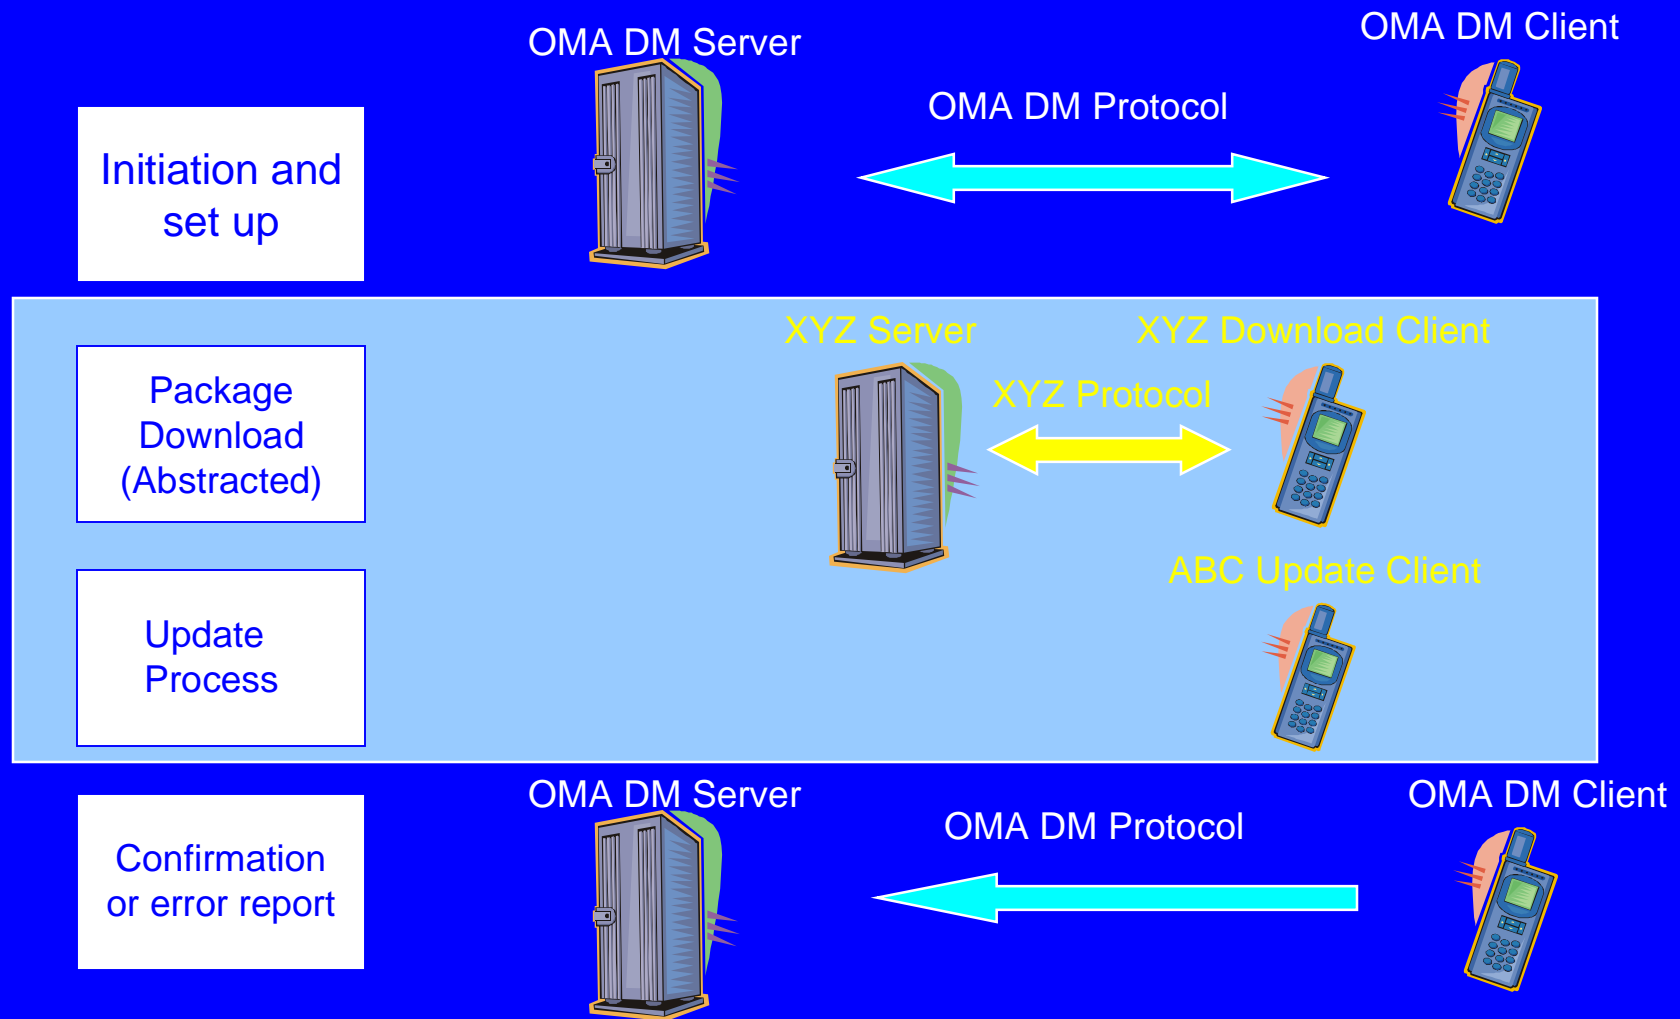 OMA DM Server
OMA DM Client
OMA DM Protocol
Initiation and
set up
XYZ Server
XYZ Download Client
XYZ Protocol
Package
Download
(Abstracted)
ABC Update Client
Update
Process
OMA DM Server
OMA DM Client
OMA DM Protocol
Confirmation
or error report